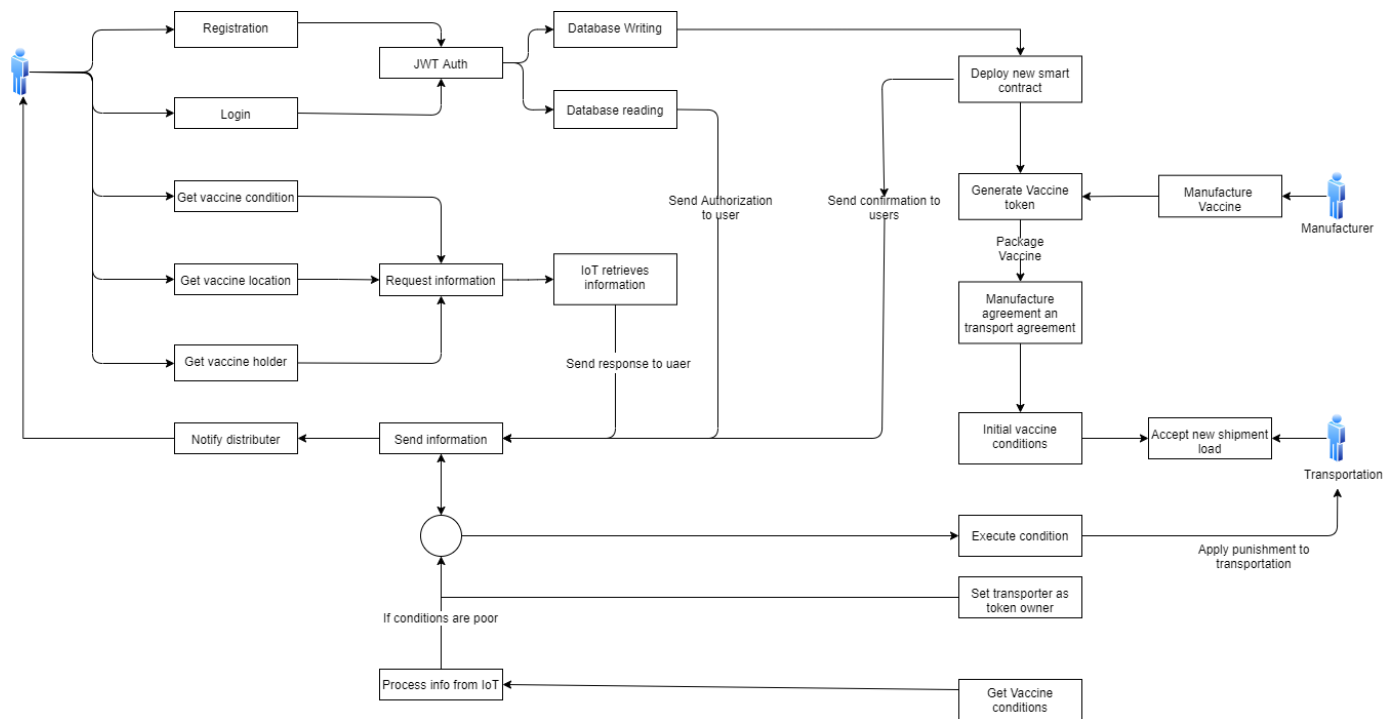 Registration
Database Writing
JWT Auth
Deploy new smart
contract
Login
Database reading
Get vaccine condition
Send Authorization
to user
Send confirmation to
users
Generate Vaccine
token
Manufacture
Vaccine
Manufacturer
Package
Vaccine
Get vaccine location
Request information
IoT retrieves
information
Manufacture
agreement an
transport agreement
Get vaccine holder
Send response to uaer
Notify distributer
Send information
Initial vaccine
conditions
Accept new shipment
load
Transportation
Execute condition
Apply punishment to
transportation
Set transporter as
token owner
If conditions are poor
Process info from IoT
Get Vaccine
conditions